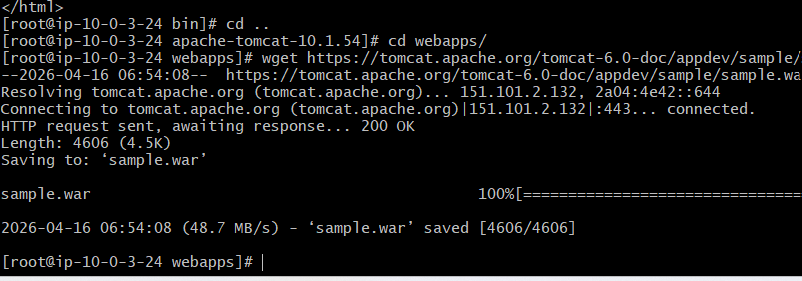 </html>
[root@ip-10-0-3-24 bin]# cd ..
[root@ip-10-0-3-24 apache-tomcat-10.1.54]# cd webapps/
[root@ip-10-0-3-24 webapps]# wget https://tomcat.apache.org/tomcat-6.0-doc/appdev/sample/
--2026-04-16 06:54:08--  https://tomcat.apache.org/tomcat-6.0-doc/appdev/sample/sample.wa
Resolving tomcat.apache.org (tomcat.apache.org)... 151.101.2.132, 2a04:4e42::644
Connecting to tomcat.apache.org (tomcat.apache.org)|151.101.2.132|:443... connected.
HTTP request sent, awaiting response... 200 OK
Length: 4606 (4.5K)
Saving to: ‘sample.war’
sample.war 100%[===============================
2026-04-16 06:54:08 (48.7 MB/s) - ‘sample.war’ saved [4606/4606]
[root@ip-10-0-3-24 webapps]#